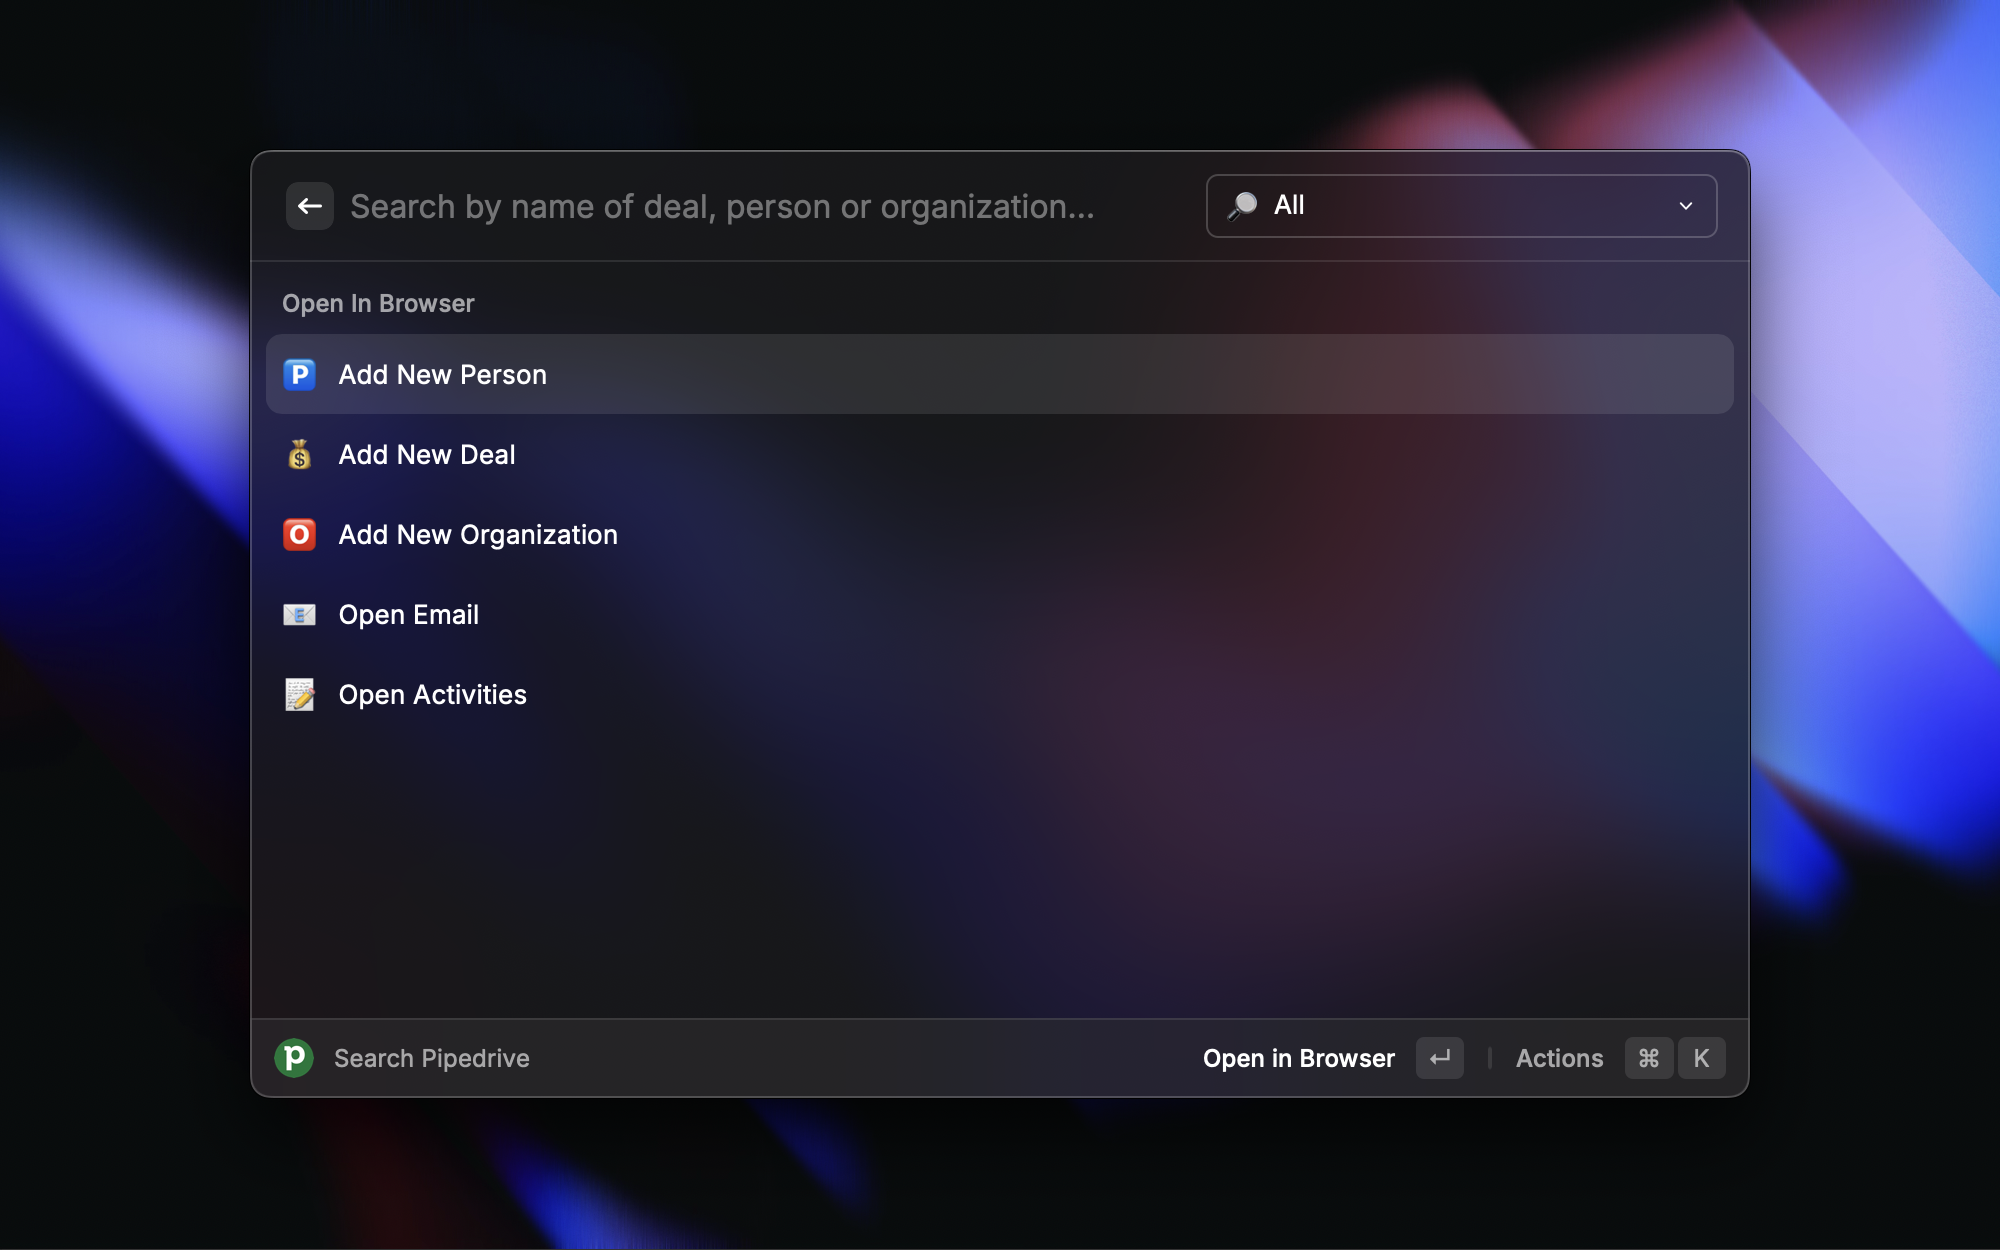 Search by name of deal, person or organization...
All
Open In Browser
P Add New Person
$ Add New Deal
O Add New Organization
E Open Email
Open Activities
p Search Pipedrive
Open in Browser ↵ | Actions ⌘ K